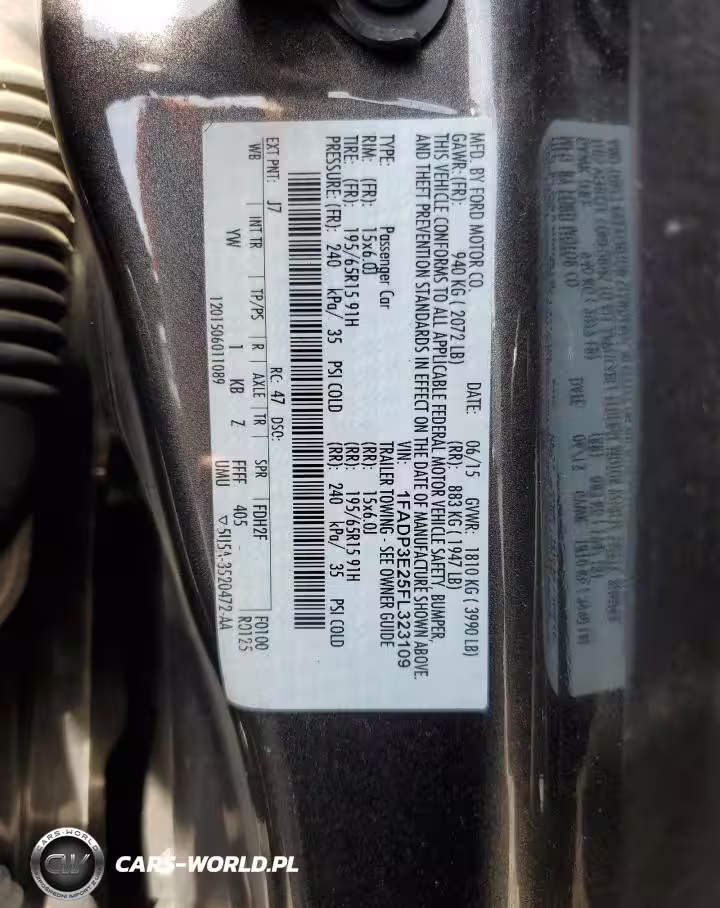 MFD. BY FORD MOTOR CO.
DATE: 06/15 GVWR: 1810 KG ( 3990 LB)
GAWR: (FR): 940 KG ( 2072 LB) (RR): 883 KG ( 1947 LB)
THIS VEHICLE CONFORMS TO ALL APPLICABLE FEDERAL MOTOR VEHICLE SAFETY, BUMPER,
AND THEFT PREVENTION STANDARDS IN EFFECT ON THE DATE OF MANUFACTURE SHOWN ABOVE.
VIN: 1FADP3E25FL323109
TYPE: Passenger Car TRAILER TOWING - SEE OWNER GUIDE
RIM: (FR): 15x6.0J (RR): 15x6.0J
TIRE: (FR): 195/65R15 91H (RR): 195/65R15 91H
PRESSURE: (FR): 240 kPa/ 35 PSI COLD (RR): 240 kPa/ 35 PSI COLD
EXT PNT: J7 RC: 47 DSC: F0100
R0125
WB INT TR TP/PS R AXLE TR SPR FDH2F
YW 1 KB Z FFFF 405
UMU
1201506011089 ▽5U5A-3520472-AA
CARS-WORLD
CW
CARS-WORLD.PL